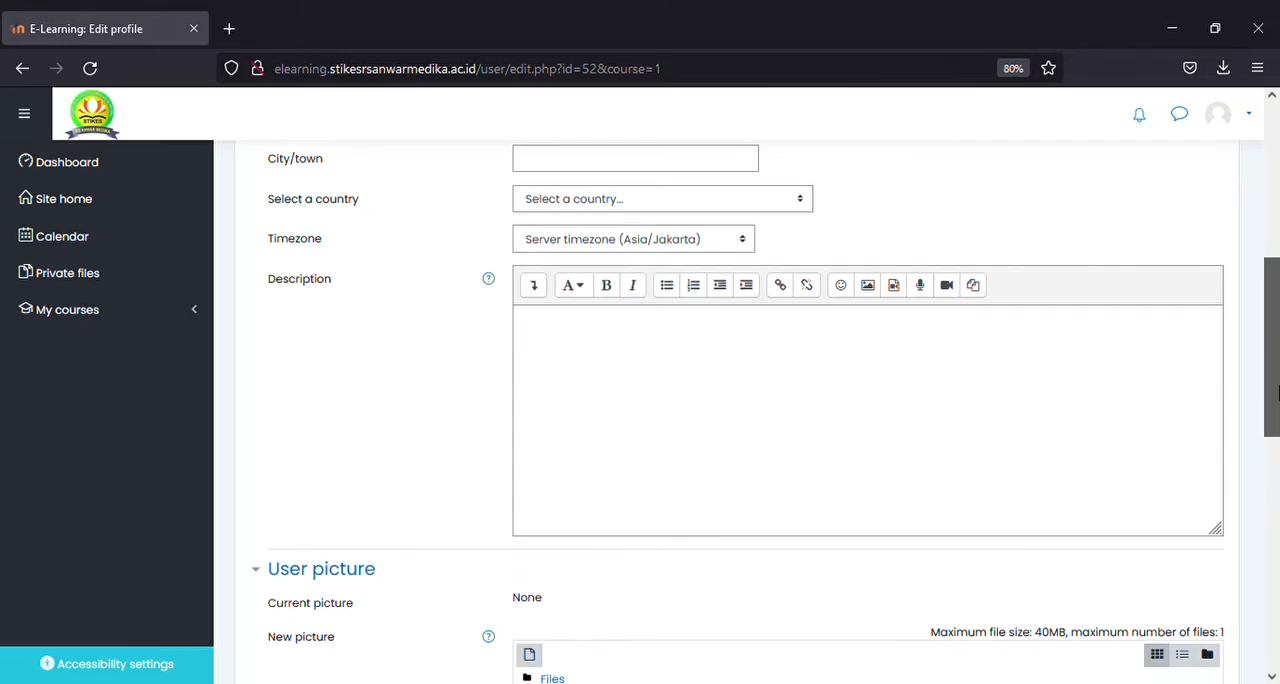 E-Learning: Edit profile
elearning.stikesrsanwarmedika.ac.id/user/edit.php?id=52&course=1
80%
STIKES
Dashboard
Site home
Calendar
Private files
My courses
Accessibility settings
City/town
Select a country
Select a country...
Timezone
Server timezone (Asia/Jakarta)
Description
A
B
I
User picture
Current picture
None
New picture
Maximum file size: 40MB, maximum number of files: 1
Files